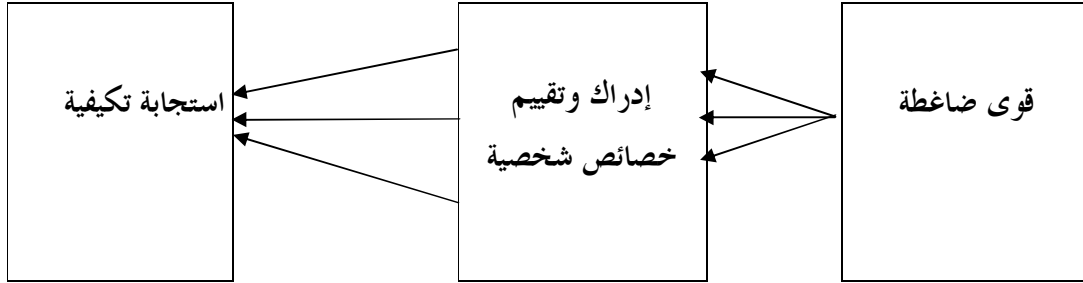 قوى ضاغطة
إدراك وتقييم
خصائص شخصية
استجابة تكيفية